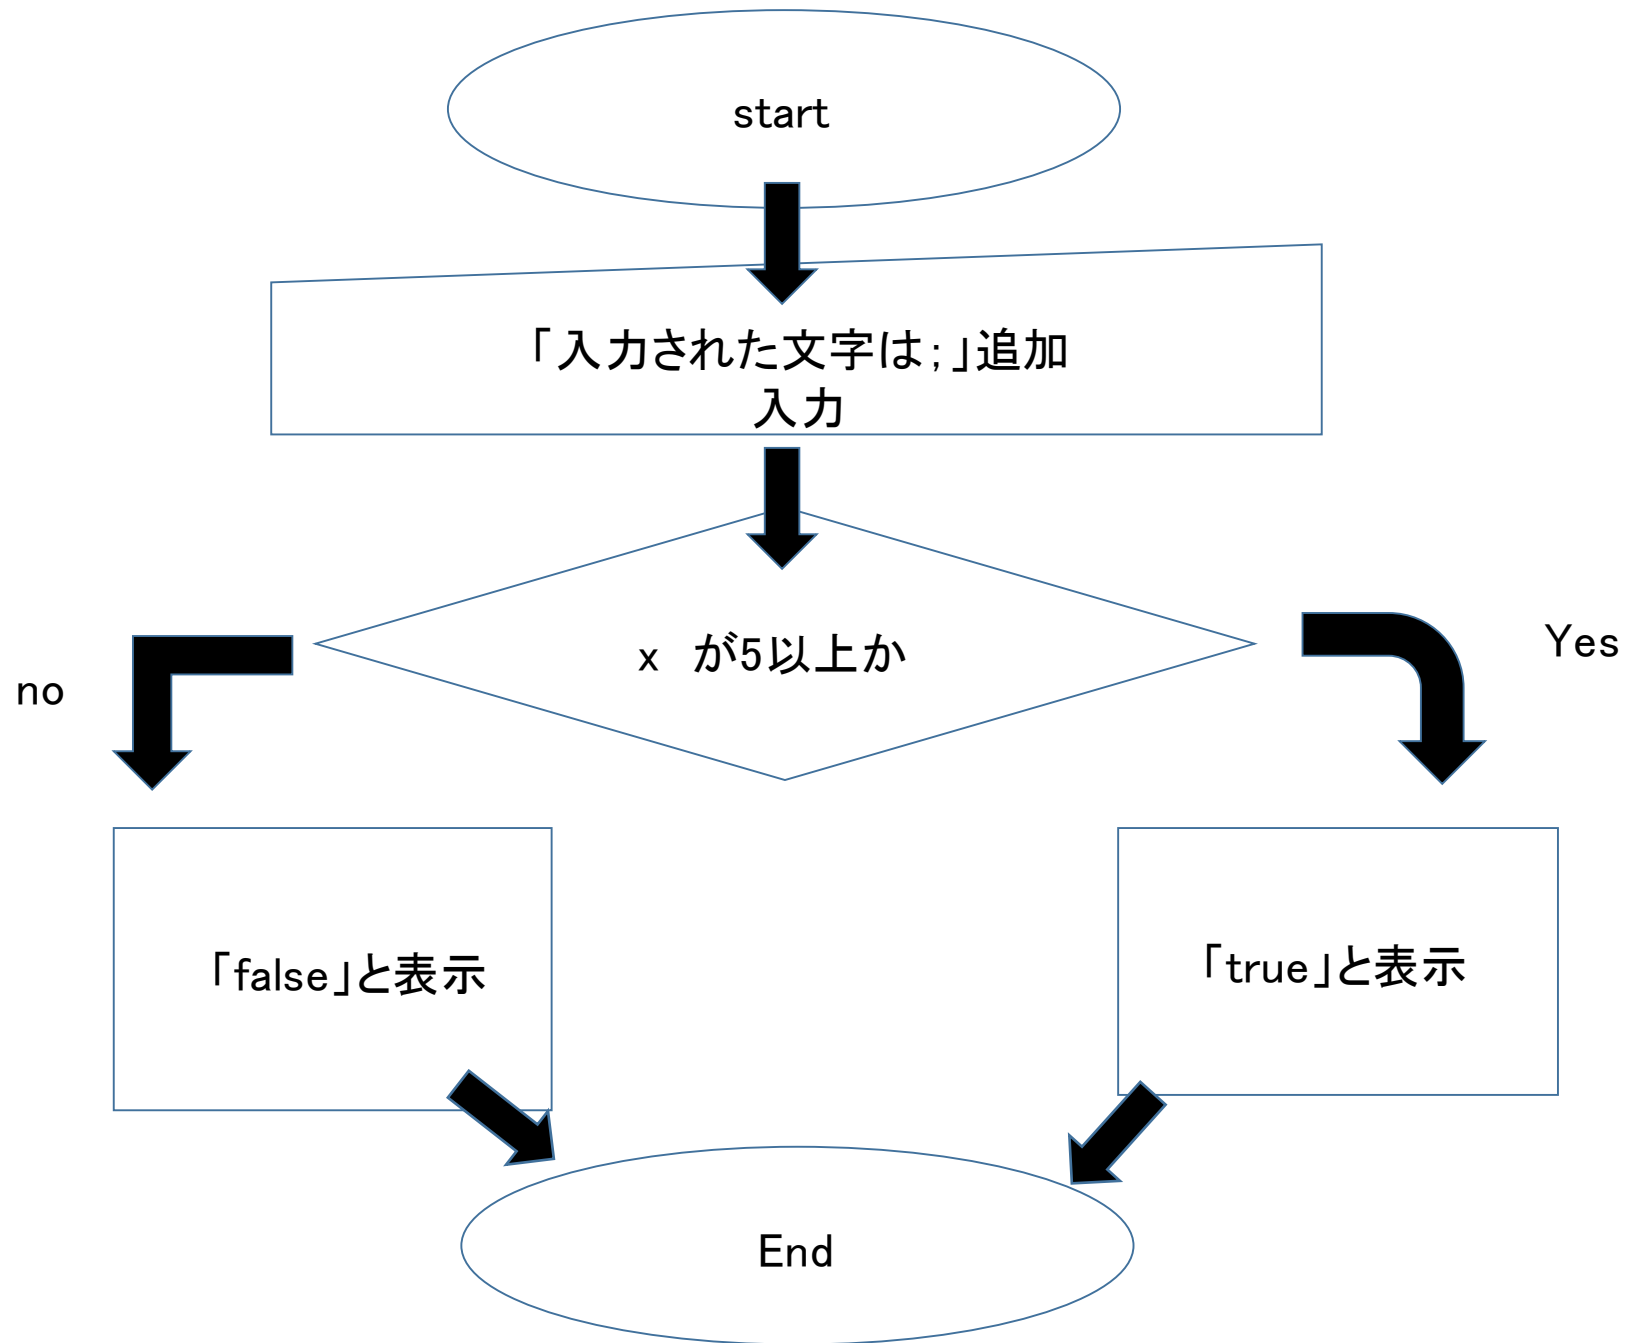 start
「入力された文字は;」追加
入力
x が5以上か
Yes
no
「false」と表示
「true」と表示
End